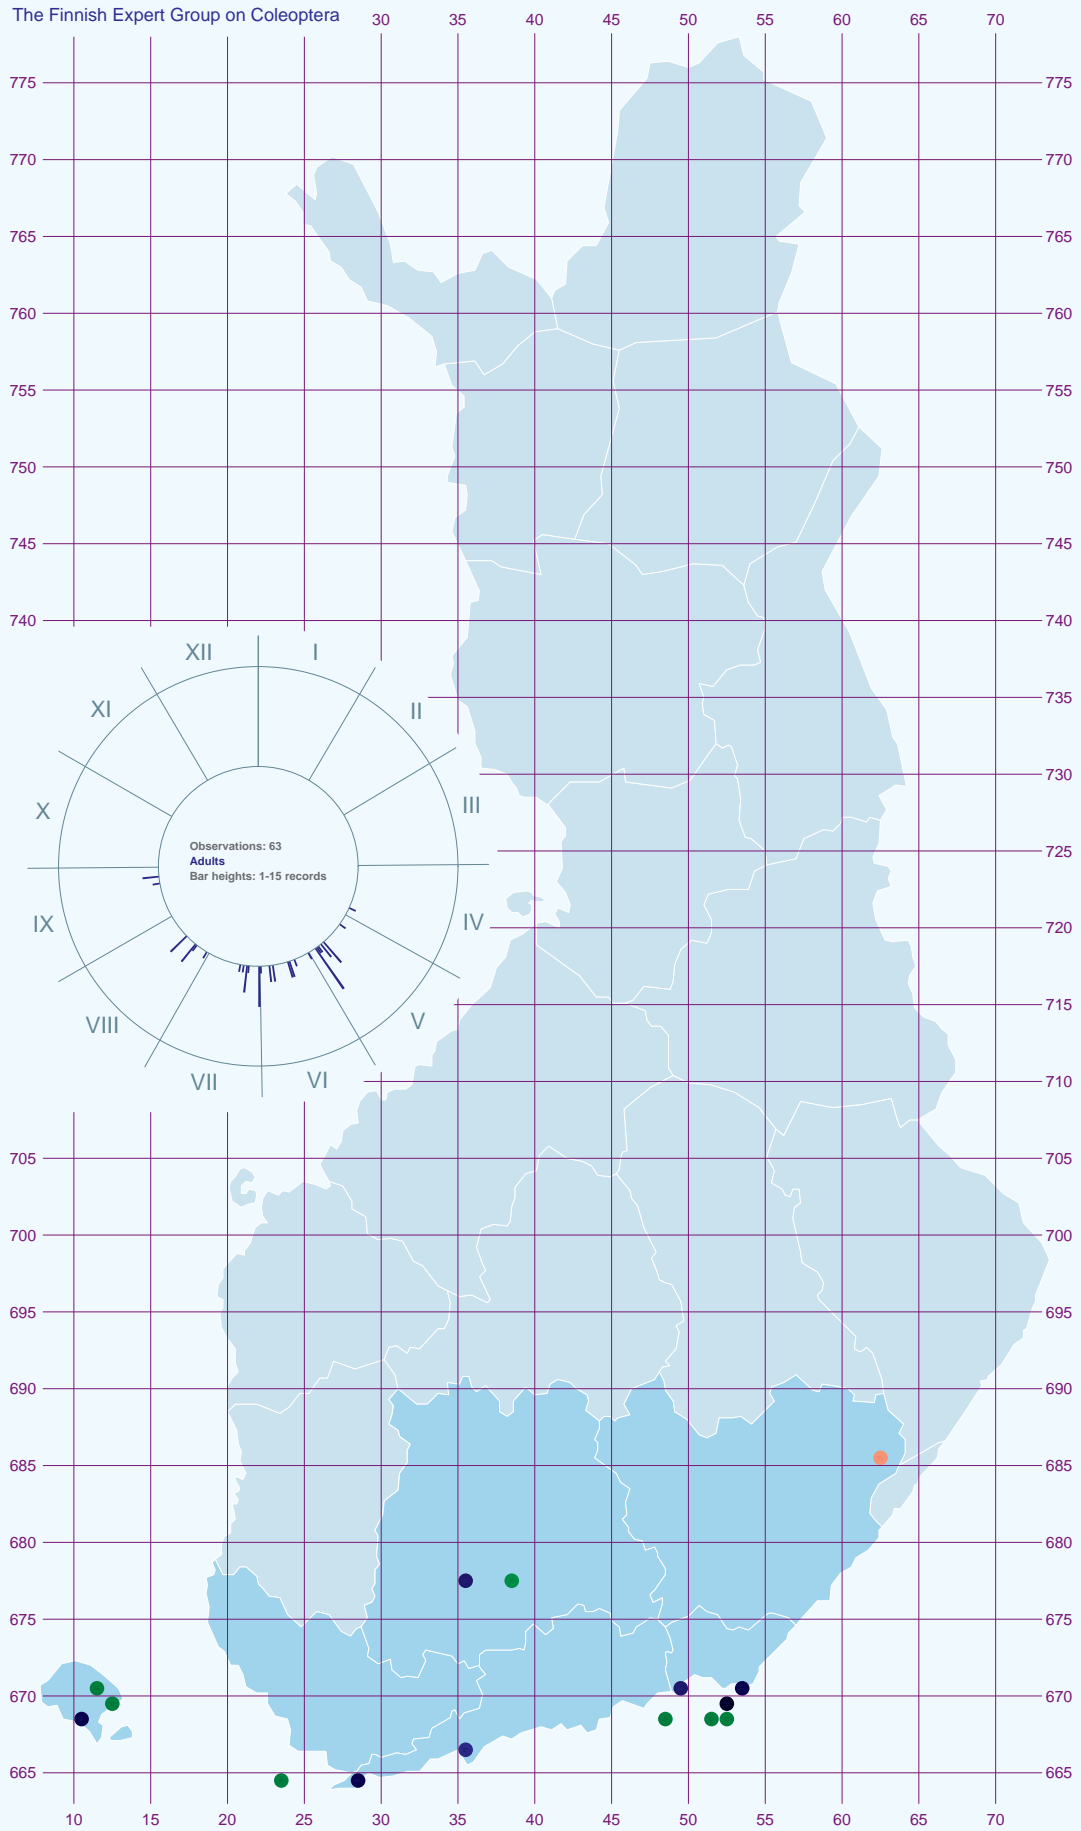 The Finnish Expert Group on Coleoptera
30 35 40 45 50 55 60 65 70
775 775
770 770
765 765
760 760
755 755
750 750
745 745
740 740
XII I
XI II
735
730
X III
Observations: 63
Adults
Bar heights: 1-15 records
725
IX IV 720
VIII V
715
VII VI
710
705 705
700 700
695 695
690 690
685 685
680 680
675 675
670 670
665 665
10 15 20 25 30 35 40 45 50 55 60 65 70